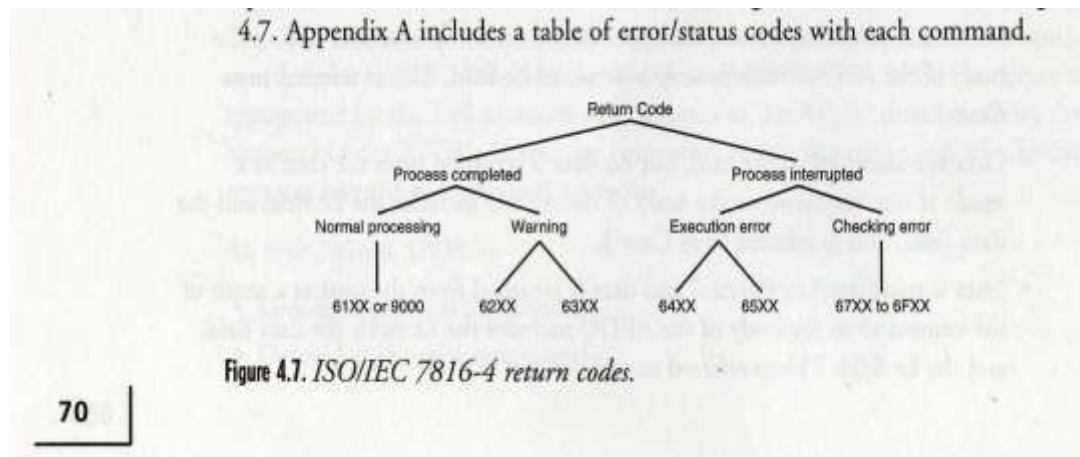 4.7. Appendix A includes a table of error/status codes with each command.
Return Code
Process completed Process interrupted
Normal processing Warning Execution error Checking error
61XX or 9000 62XX 63XX 64XX 65XX 67XX to 6FXX
Figure 4.7. ISO/IEC 7816-4 return codes.
70